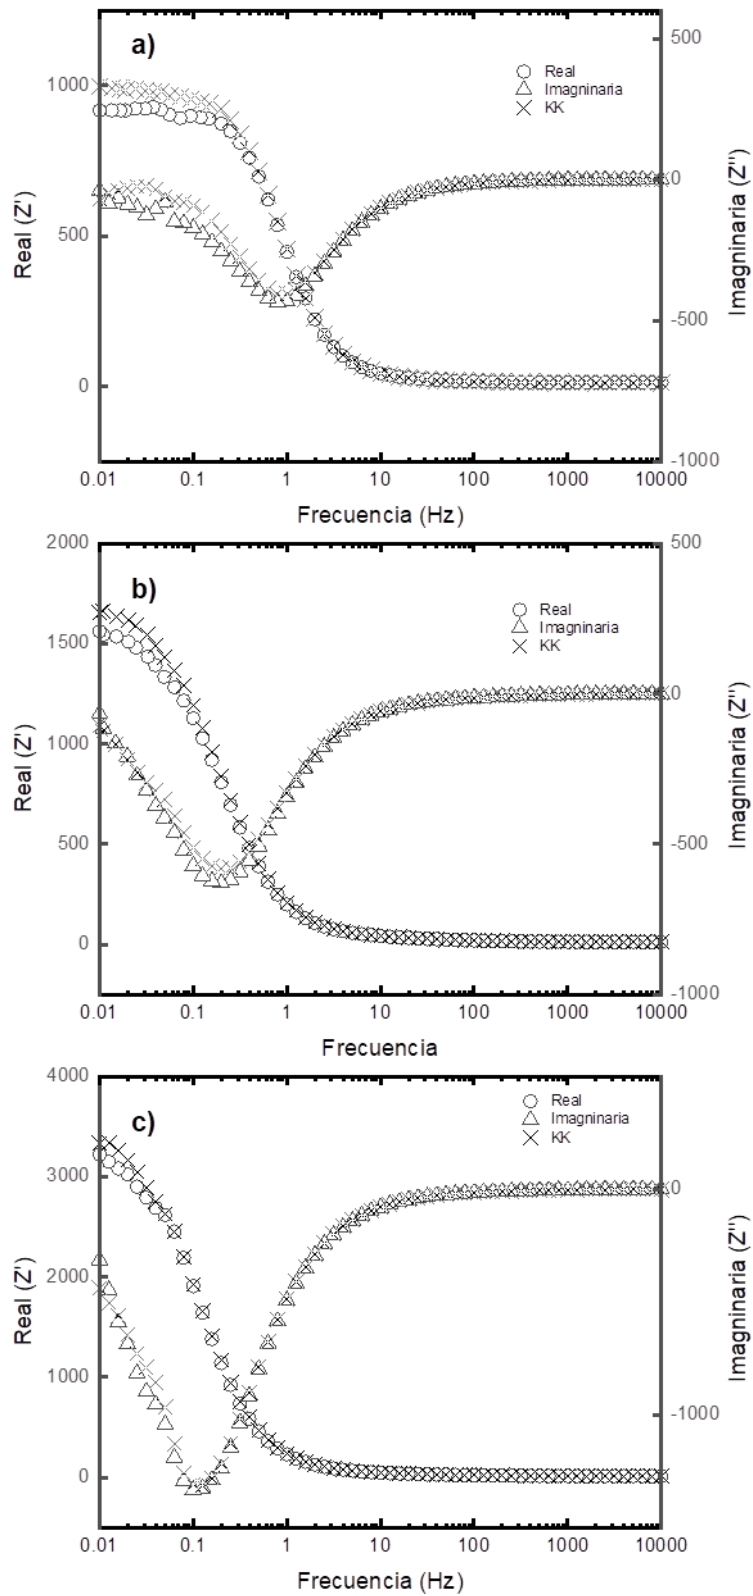 a)
Real
Imagninaria
KK
1000
500
0
500
0
-500
-1000
Real (Z')
Imagninaria (Z'')
0.01 0.1 1 10 100 1000 10000
Frecuencia (Hz)
b)
Real
Imagninaria
KK
2000
1500
1000
500
0
500
0
-500
-1000
Real (Z')
Imagninaria (Z'')
0.01 0.1 1 10 100 1000 10000
Frecuencia
c)
Real
Imagninaria
KK
4000
3000
2000
1000
0
0
-1000
Real (Z')
Imagninaria (Z'')
0.01 0.1 1 10 100 1000 10000
Frecuencia (Hz)